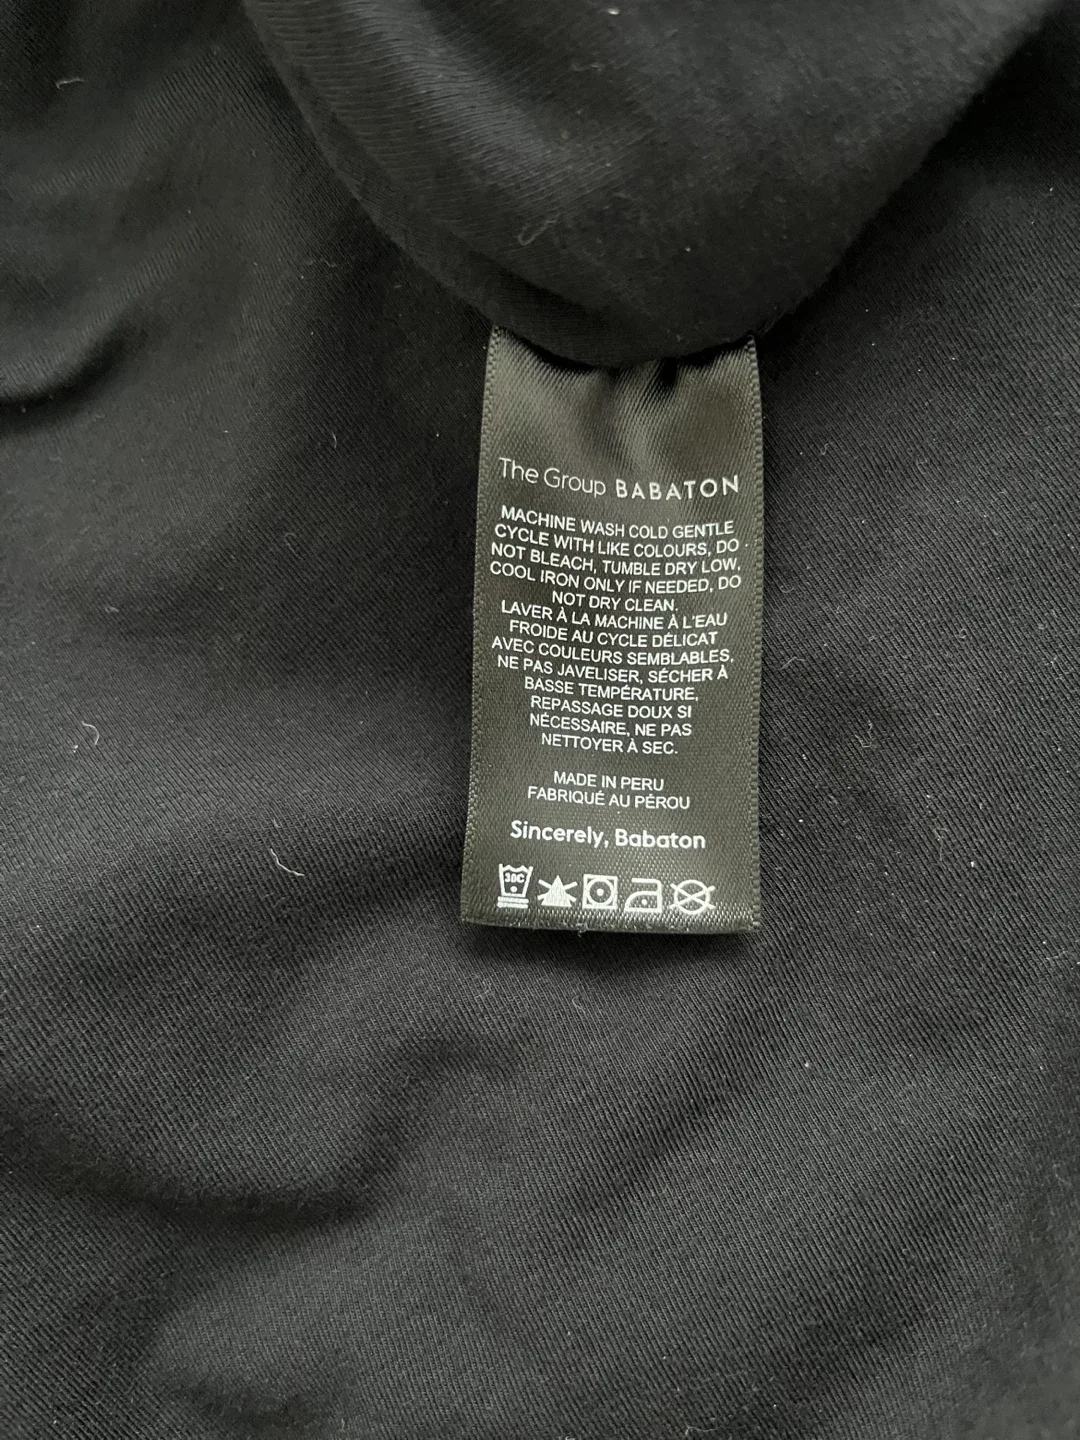 The Group BABATON
MACHINE WASH COLD GENTLE
CYCLE WITH LIKE COLOURS, DO
NOT BLEACH, TUMBLE DRY LOW,
COOL IRON ONLY IF NEEDED, DO
NOT DRY CLEAN.
LAVER À LA MACHINE À L'EAU
FROIDE AU CYCLE DÉLICAT
AVEC COULEURS SEMBLABLES,
NE PAS JAVELISER, SÉCHER À
BASSE TEMPÉRATURE,
REPASSAGE DOUX SI
NÉCESSAIRE, NE PAS
NETTOYER À SEC.
MADE IN PERU
FABRIQUÉ AU PÉROU
Sincerely, Babaton
30C